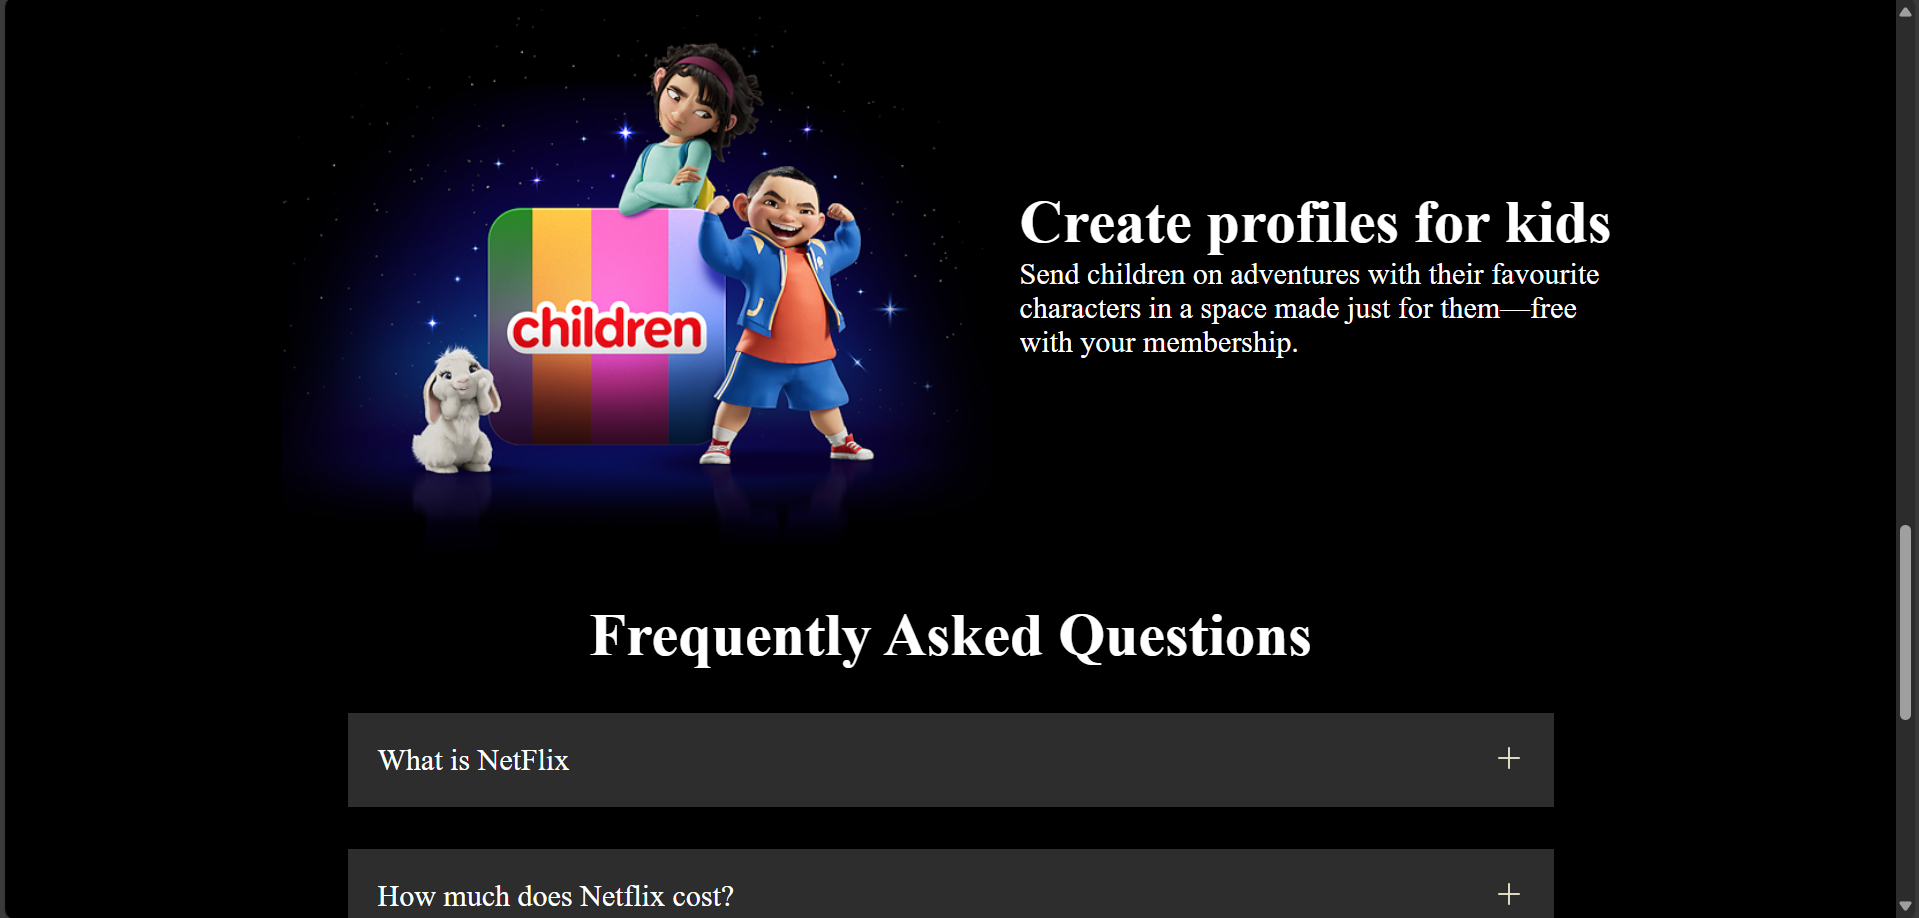 children
Create profiles for kids
Send children on adventures with their favourite
characters in a space made just for them—free
with your membership.
Frequently Asked Questions
What is NetFlix
How much does Netflix cost?